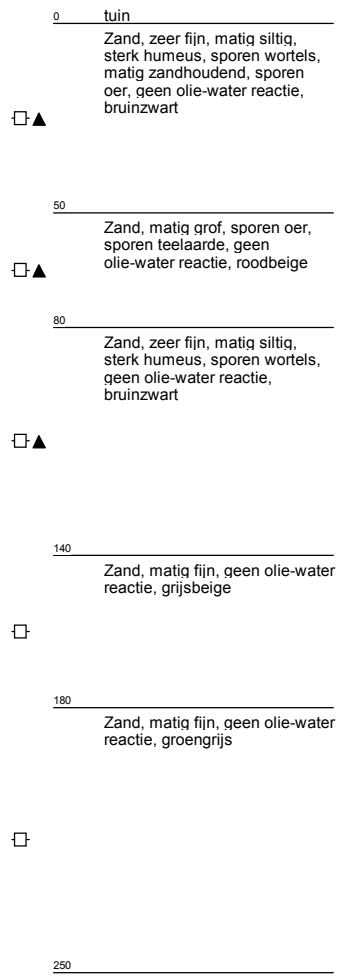 0 tuin
Zand, zeer fijn, matig siltig,
sterk humeus, sporen wortels,
matig zandhoudend, sporen
oer, geen olie-water reactie,
bruinzwart
50
Zand, matig grof, sporen oer,
sporen teelaarde, geen
olie-water reactie, roodbeige
80
Zand, zeer fijn, matig siltig,
sterk humeus, sporen wortels,
geen olie-water reactie,
bruinzwart
140
Zand, matig fijn, geen olie-water
reactie, grijsbeige
180
Zand, matig fijn, geen olie-water
reactie, groengrijs
250